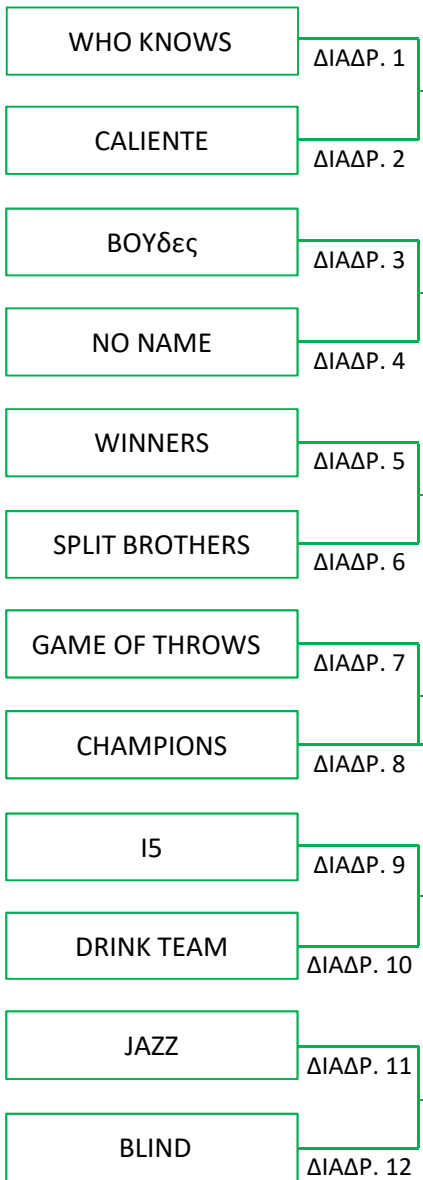 WHO KNOWS
ΔΙΑΔΡ. 1
CALIENTE
ΔΙΑΔΡ. 2
ΒΟΥδες
ΔΙΑΔΡ. 3
NO NAME
ΔΙΑΔΡ. 4
WINNERS
ΔΙΑΔΡ. 5
SPLIT BROTHERS
ΔΙΑΔΡ. 6
GAME OF THROWS
ΔΙΑΔΡ. 7
CHAMPIONS
ΔΙΑΔΡ. 8
I5
ΔΙΑΔΡ. 9
DRINK TEAM
ΔΙΑΔΡ. 10
JAZZ
ΔΙΑΔΡ. 11
BLIND
ΔΙΑΔΡ. 12